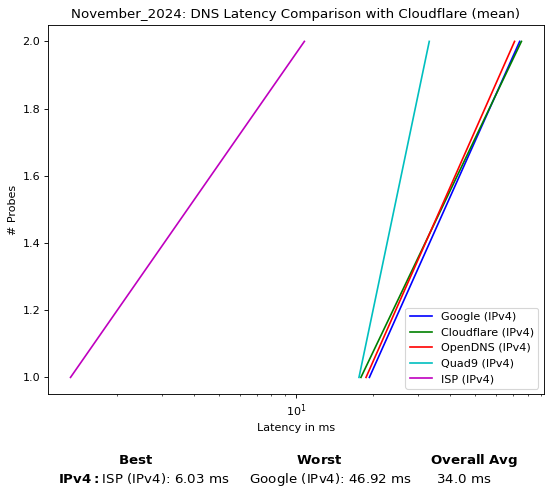 November_2024: DNS Latency Comparison with Cloudflare (mean)
2.0
1.8
1.6
1.4
1.2
1.0
# Probes
Google (IPv4)
Cloudflare (IPv4)
OpenDNS (IPv4)
Quad9 (IPv4)
ISP (IPv4)
10¹
Latency in ms
Best Worst Overall Avg
IPv4: ISP (IPv4): 6.03 ms Google (IPv4): 46.92 ms 34.0 ms